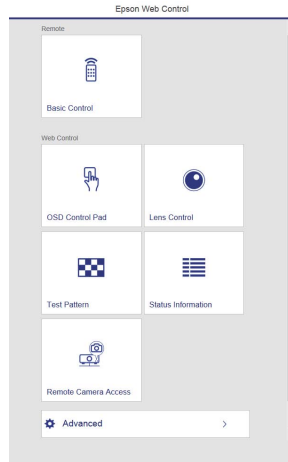 Epson Web Control
Remote
Basic Control
Web Control
OSD Control Pad
Lens Control
Test Pattern
Status Information
Remote Camera Access
Advanced